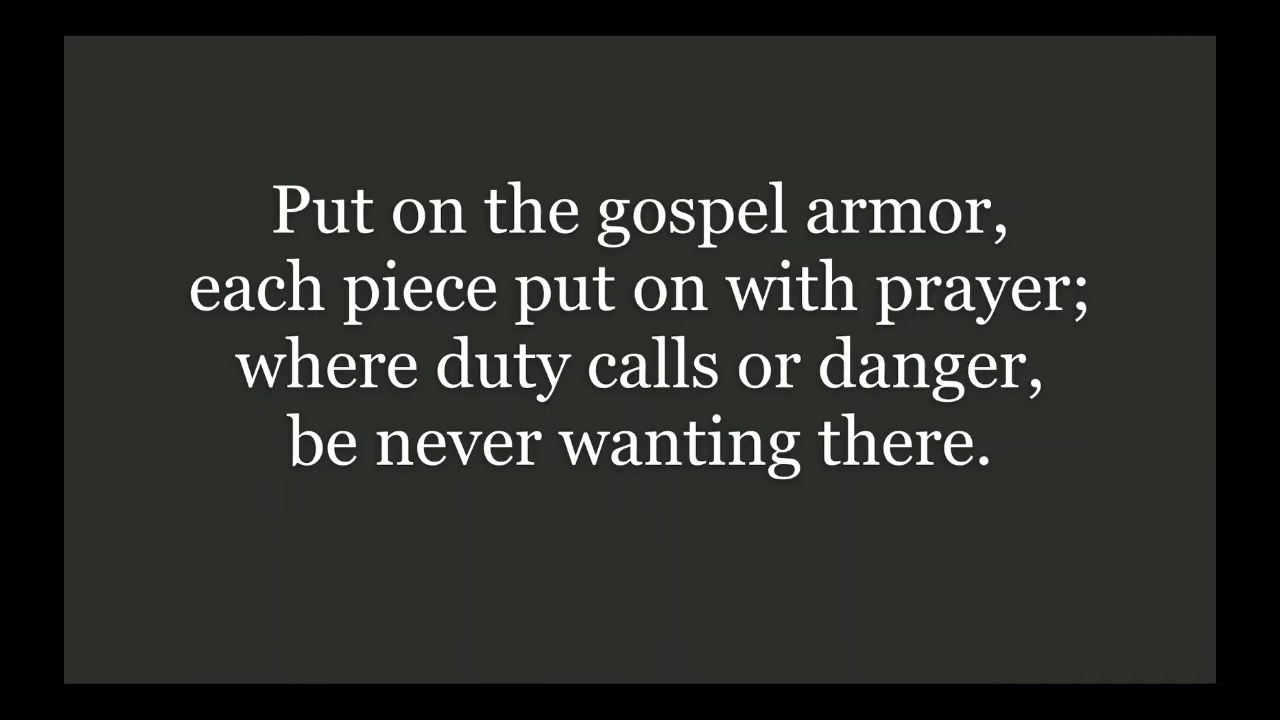 Put on the gospel armor,
each piece put on with prayer;
where duty calls or danger,
be never wanting there.